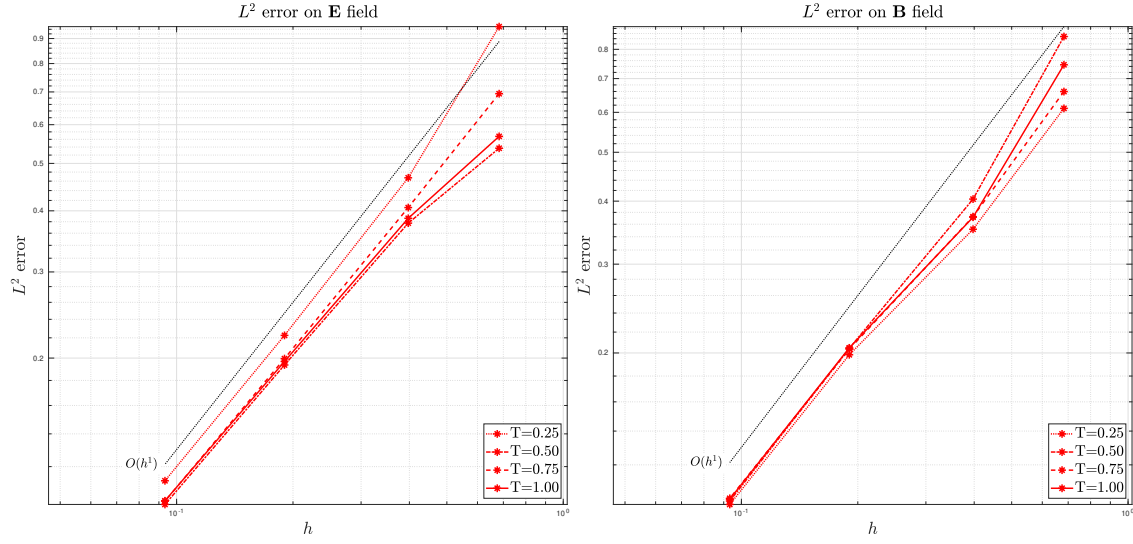 L² error on E field
0.9
0.8
0.7
0.6
0.5
0.4
0.3
0.2
L² error
O(h¹)
T=0.25
T=0.50
T=0.75
T=1.00
10⁻¹
10⁰
h
L² error on B field
0.8
0.7
0.6
0.5
0.4
0.3
0.2
L² error
O(h¹)
T=0.25
T=0.50
T=0.75
T=1.00
10⁻¹
10⁰
h